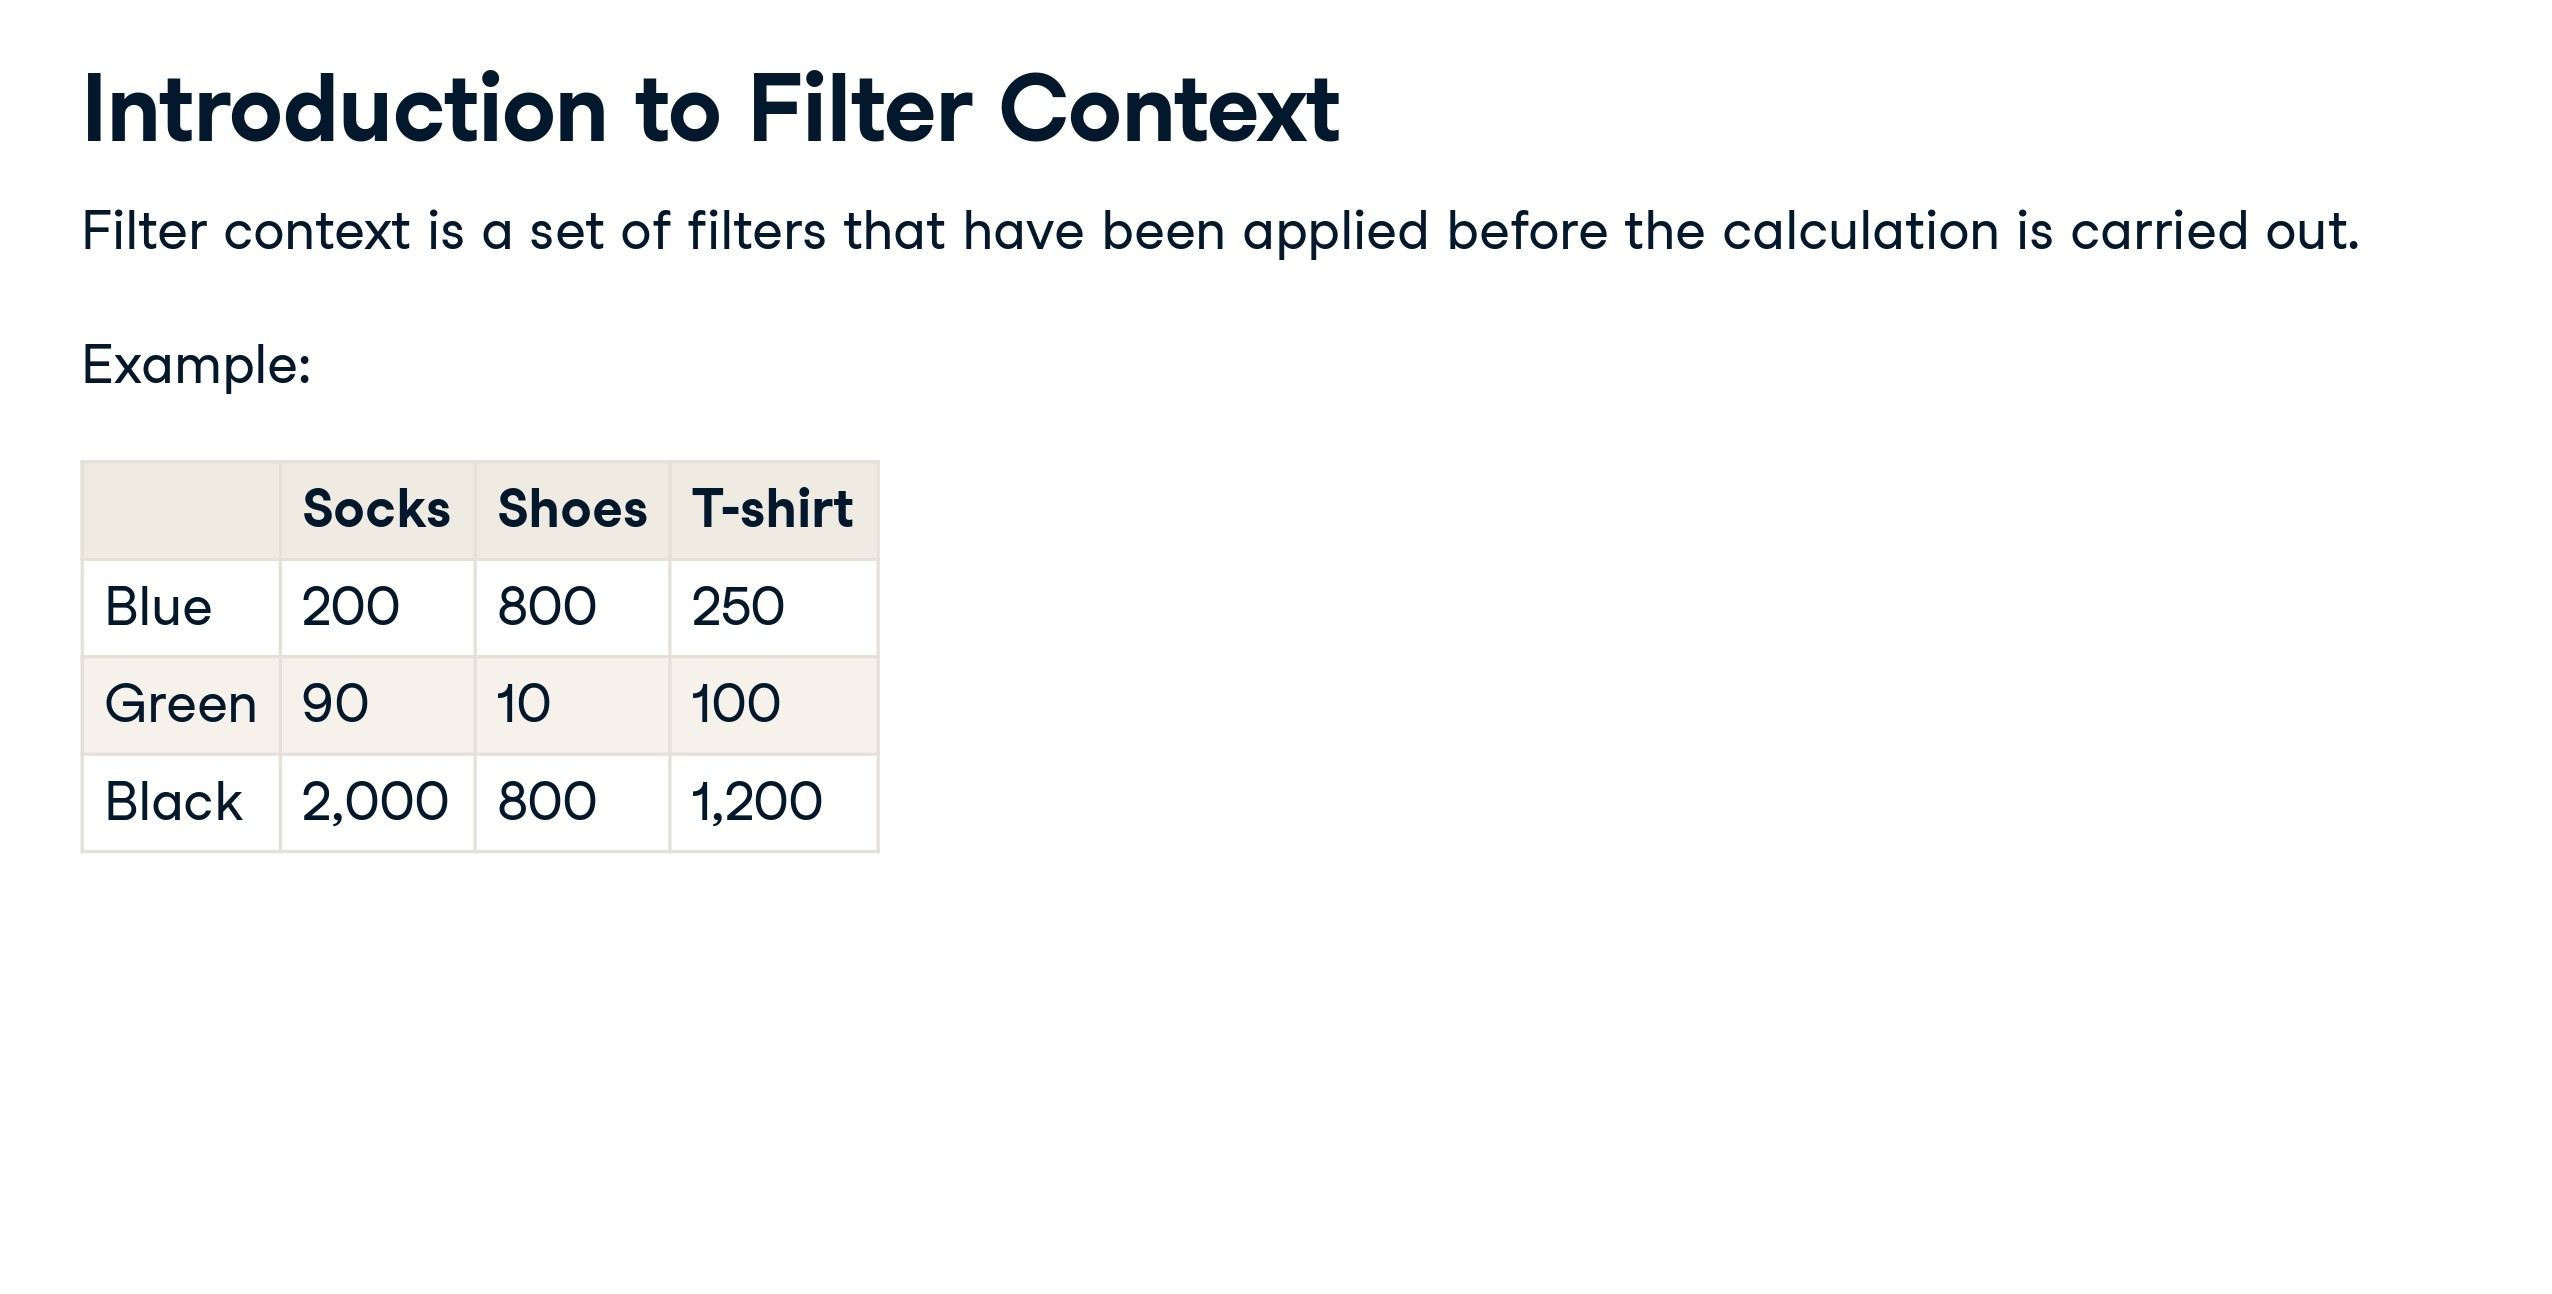 Introduction to Filter Context
Filter context is a set of filters that have been applied before the calculation is carried out.
Example:
Socks Shoes T-shirt
Blue 200 800 250
Green 90 10 100
Black 2,000 800 1,200